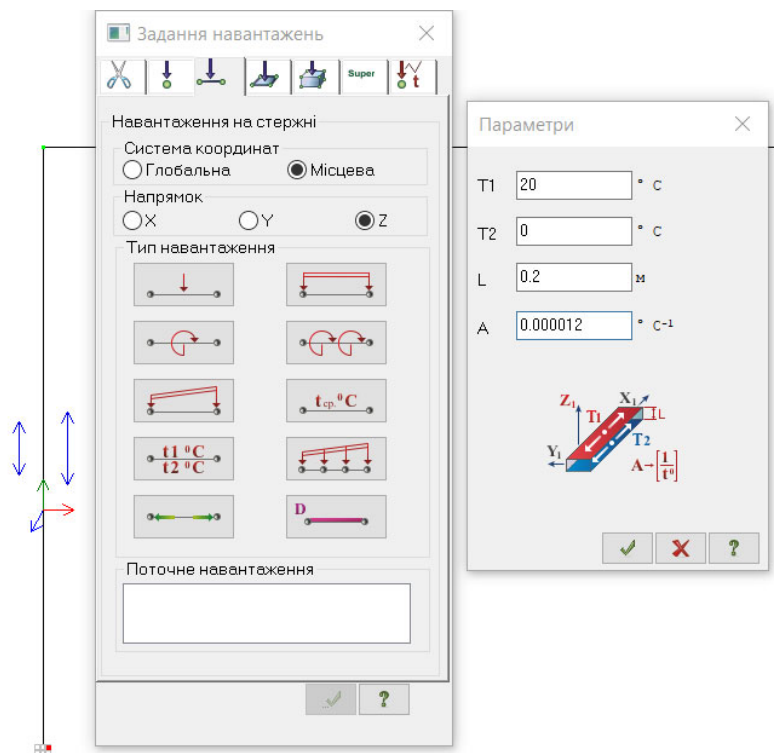 Задання навантажень
Super
t
Навантаження на стержні
Система координат
Глобальна
Місцева
Напрямок
X
Y
Z
Тип навантаження
t ср. ⁰C
t1 ⁰C
t2 ⁰C
D
Поточне навантаження
?
Параметри
T1 20 ° C
T2 0 ° C
L 0.2 м
A 0.000012 ° C⁻¹
Z₁
X₁
T₁
L
T₂
Y₁
A→[1/t⁰]
?